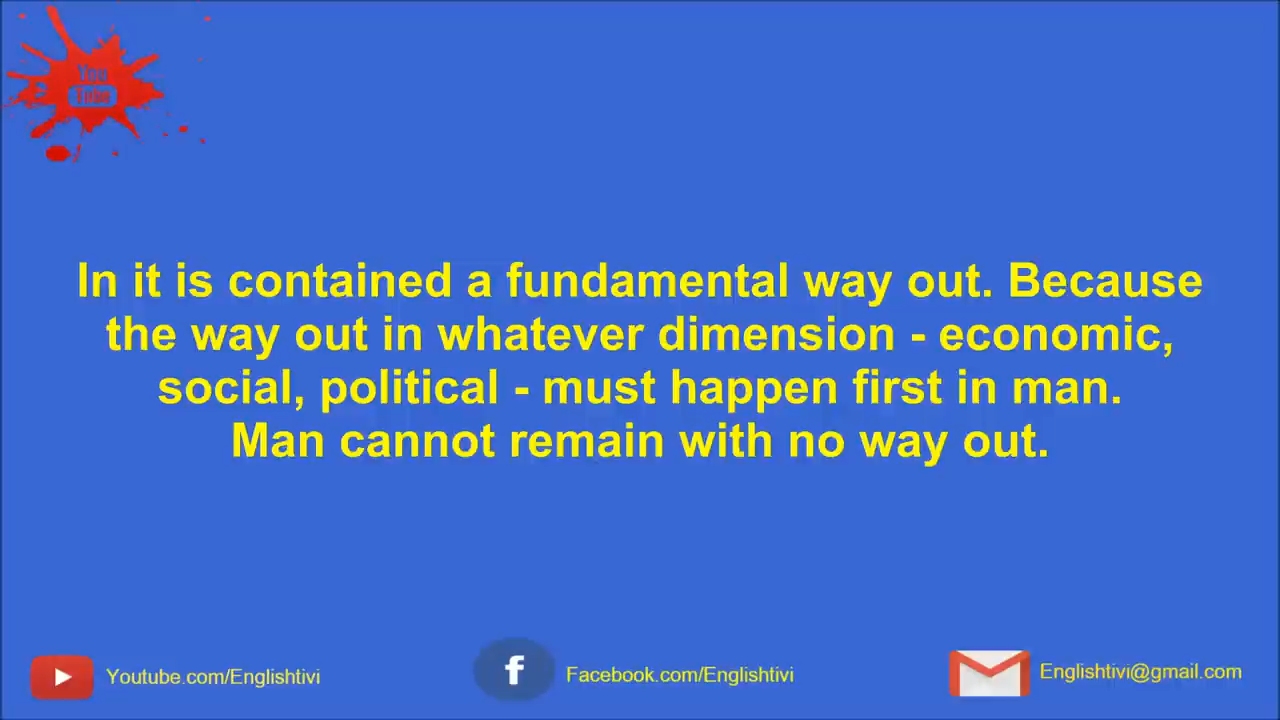 You
Tube
In it is contained a fundamental way out. Because
the way out in whatever dimension - economic,
social, political - must happen first in man.
Man cannot remain with no way out.
Youtube.com/Englishtivi
f
Facebook.com/Englishtivi
Englishtivi@gmail.com